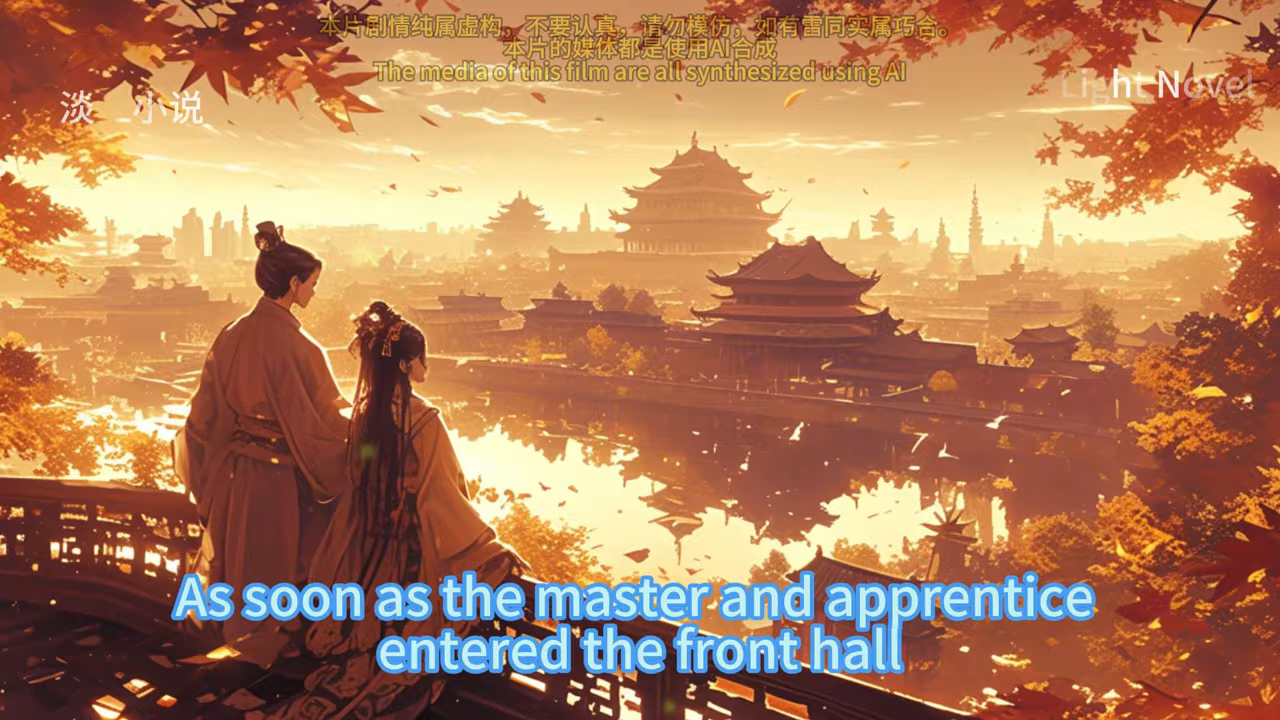 本片剧情纯属虚构，不要认真，请勿模仿，如有雷同实属巧合。
本片的媒体都是使用AI合成
The media of this film are all synthesized using AI
淡 小说
Light Novel
As soon as the master and apprentice
entered the front hall